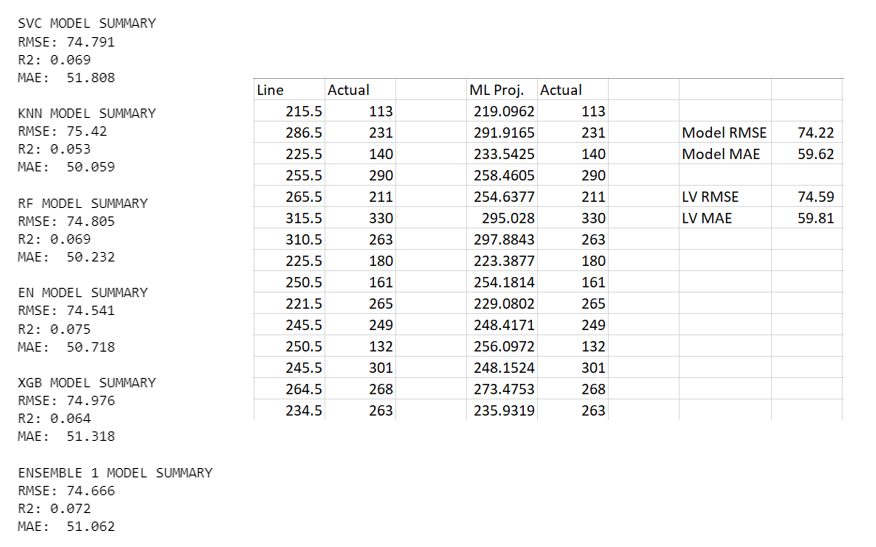 SVC MODEL SUMMARY
RMSE: 74.791
R2: 0.069
MAE: 51.808
KNN MODEL SUMMARY
RMSE: 75.42
R2: 0.053
MAE: 50.059
RF MODEL SUMMARY
RMSE: 74.805
R2: 0.069
MAE: 50.232
EN MODEL SUMMARY
RMSE: 74.541
R2: 0.075
MAE: 50.718
XGB MODEL SUMMARY
RMSE: 74.976
R2: 0.064
MAE: 51.318
ENSEMBLE 1 MODEL SUMMARY
RMSE: 74.666
R2: 0.072
MAE: 51.062
Line Actual ML Proj. Actual
215.5 113 219.0962 113
286.5 231 291.9165 231 Model RMSE 74.22
225.5 140 233.5425 140 Model MAE 59.62
255.5 290 258.4605 290
265.5 211 254.6377 211 LV RMSE 74.59
315.5 330 295.028 330 LV MAE 59.81
310.5 263 297.8843 263
225.5 180 223.3877 180
250.5 161 254.1814 161
221.5 265 229.0802 265
245.5 249 248.4171 249
250.5 132 256.0972 132
245.5 301 248.1524 301
264.5 268 273.4753 268
234.5 263 235.9319 263